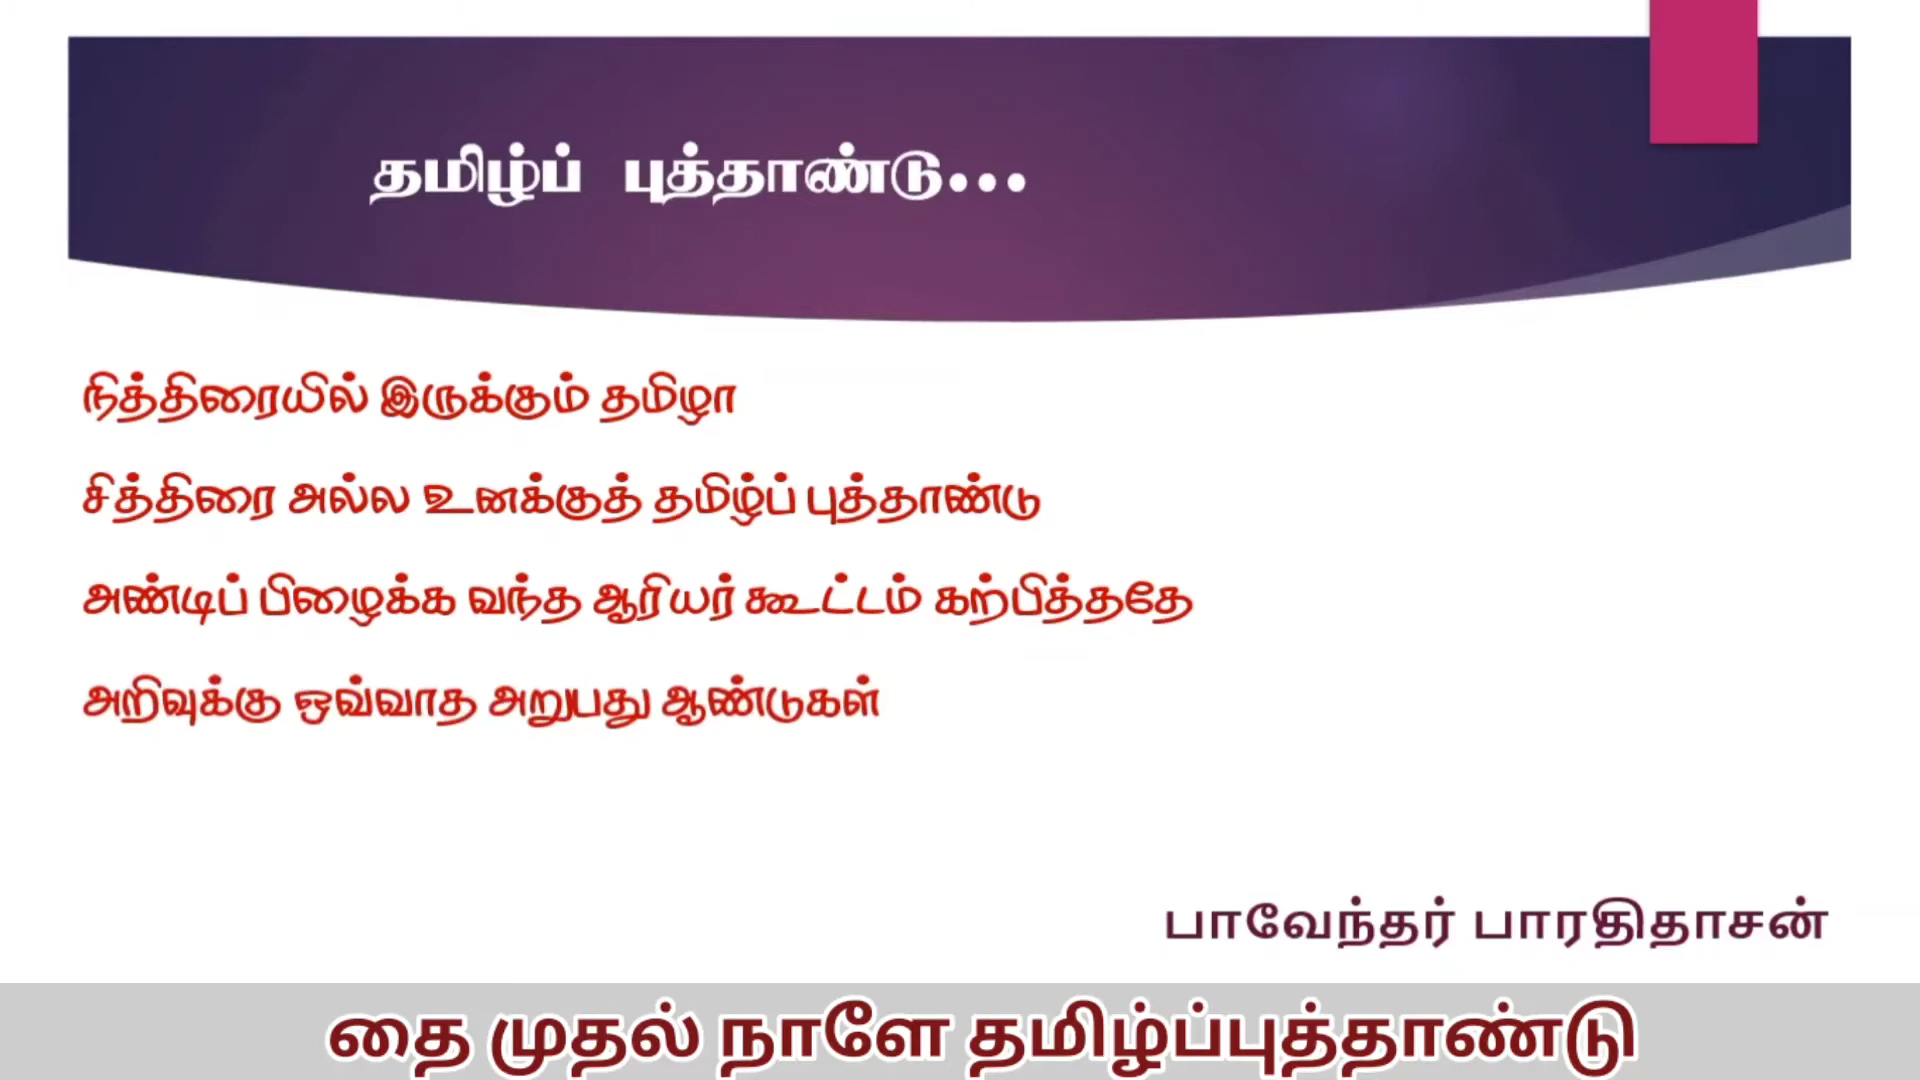 தமிழ்ப் புத்தாண்டு...
நித்திரையில் இருக்கும் தமிழா
சித்திரை அல்ல உனக்குத் தமிழ்ப் புத்தாண்டு
அண்டிப் பிழைக்க வந்த ஆரியர் கூட்டம் கற்பித்ததே
அறிவுக்கு ஒவ்வாத அறுபது ஆண்டுகள்
பாவேந்தர் பாரதிதாசன்
தை முதல் நாளே தமிழ்ப்புத்தாண்டு